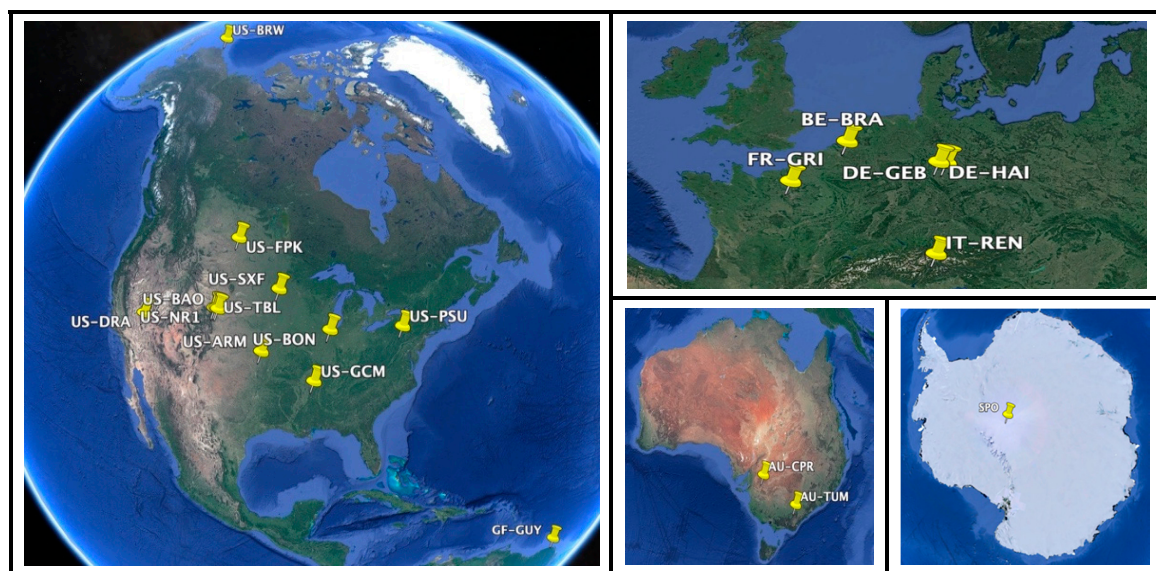 US-BRW
US-FPK
US-SXF
US-BAO
US-TBL
US-NR1
US-DRA
US-PSU
US-ARM
US-BON
US-GCM
GF-GUY
BE-BRA
FR-GRI
DE-GEB
DE-HAI
IT-REN
AU-CPR
AU-TUM
SPO